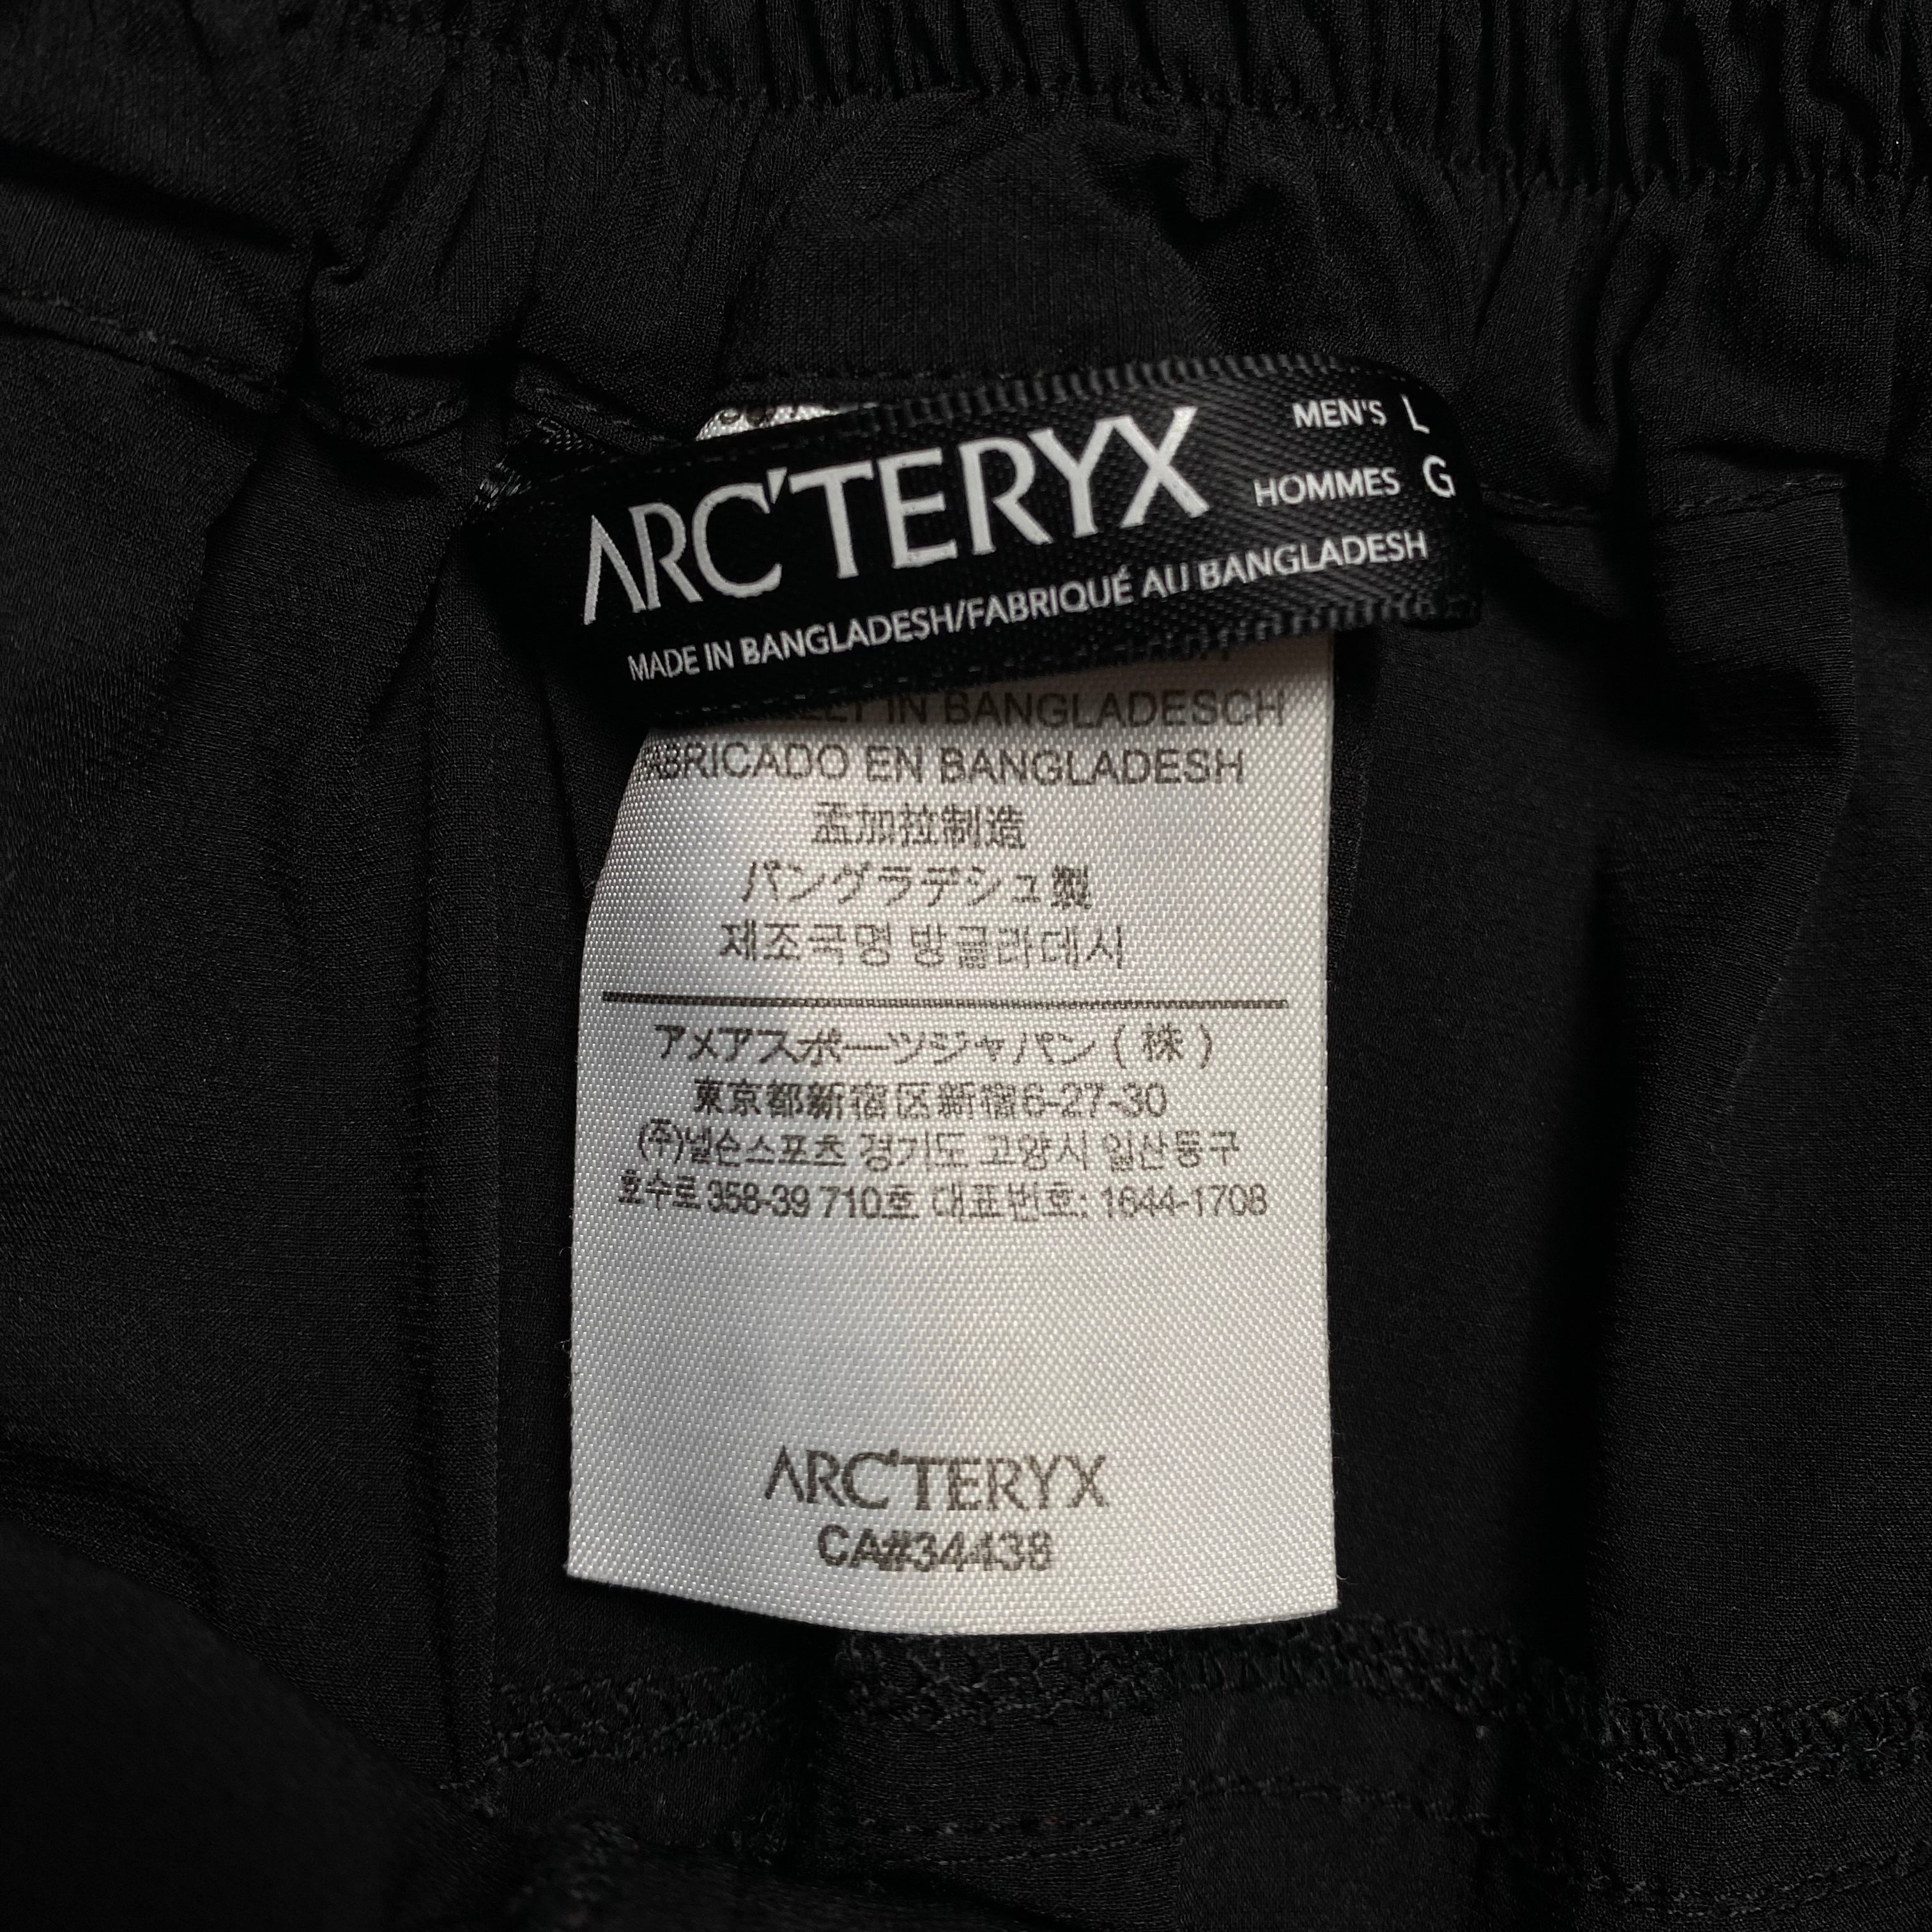 ARC'TERYX
MEN'S L
HOMMES G
MADE IN BANGLADESH/FABRIQUÉ AU BANGLADESH
IN BANGLADESCH
FABRICADO EN BANGLADESH
孟加拉制造
バングラデシュ製
제조국명 방글라데시
アメアスポーツジャパン(株)
東京都新宿区新宿6-27-30
(주)넬슨스포츠 경기도 고양시 일산동구
호수로 358-39 710호 대표번호: 1644-1708
ARC'TERYX
CA#34438